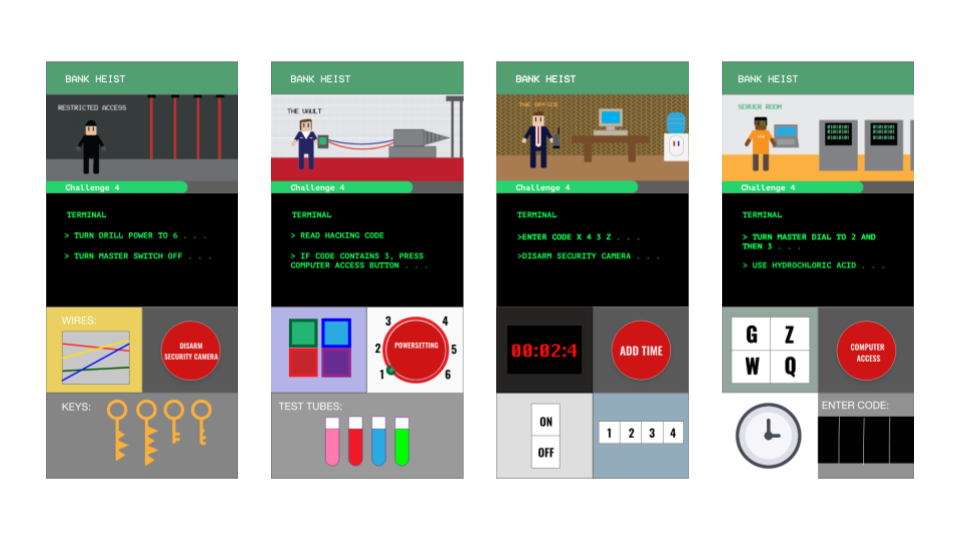 BANK HEIST
RESTRICTED ACCESS
Challenge 4
TERMINAL
> TURN DRILL POWER TO 6 . . .
> TURN MASTER SWITCH OFF . . .
WIRES:
DISARM
SECURITY CAMERA
KEYS:
BANK HEIST
THE VAULT
Challenge 4
TERMINAL
> READ HACKING CODE
> IF CODE CONTAINS 3, PRESS
COMPUTER ACCESS BUTTON . . .
3 4
2 POWERSETTING 5
1 6
TEST TUBES:
BANK HEIST
THE OFFICE
Challenge 4
TERMINAL
>ENTER CODE X 4 3 Z . . .
>DISARM SECURITY CAMERA . . .
00:02:4
ADD TIME
ON
OFF
1 2 3 4
BANK HEIST
SERVER ROOM
Challenge 4
TERMINAL
> TURN MASTER DIAL TO 2 AND
THEN 3 . . .
> USE HYDROCHLORIC ACID . . .
G Z
W Q
COMPUTER
ACCESS
ENTER CODE: